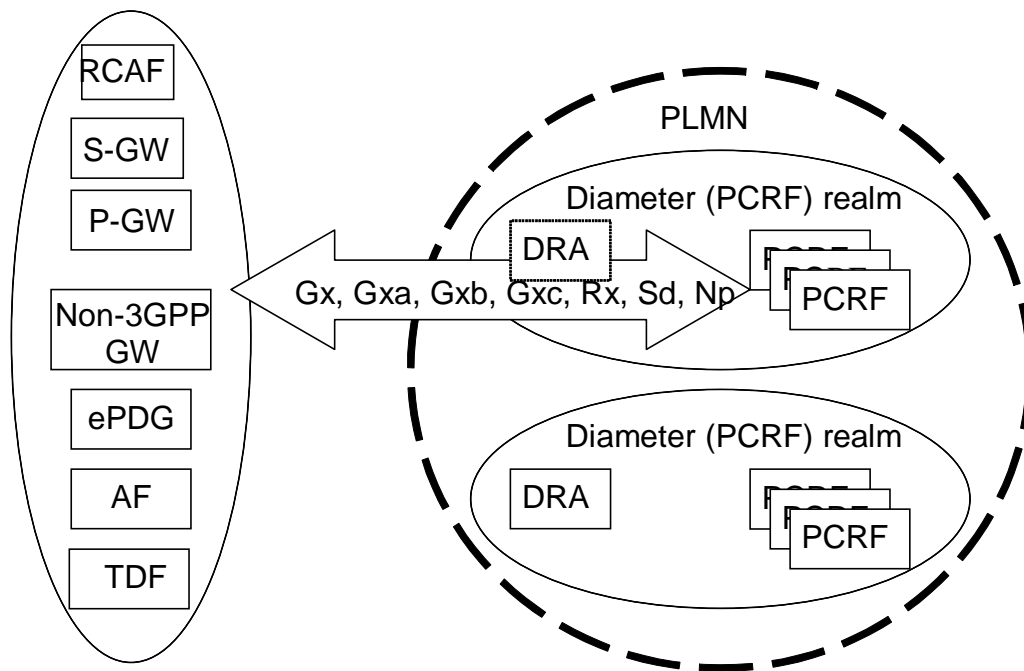 RCAF
S-GW
P-GW
Non-3GPP
GW
ePDG
AF
TDF
PLMN
Diameter (PCRF) realm
DRA
Gx, Gxa, Gxb, Gxc, Rx, Sd, Np
PCRF
Diameter (PCRF) realm
DRA
PCRF